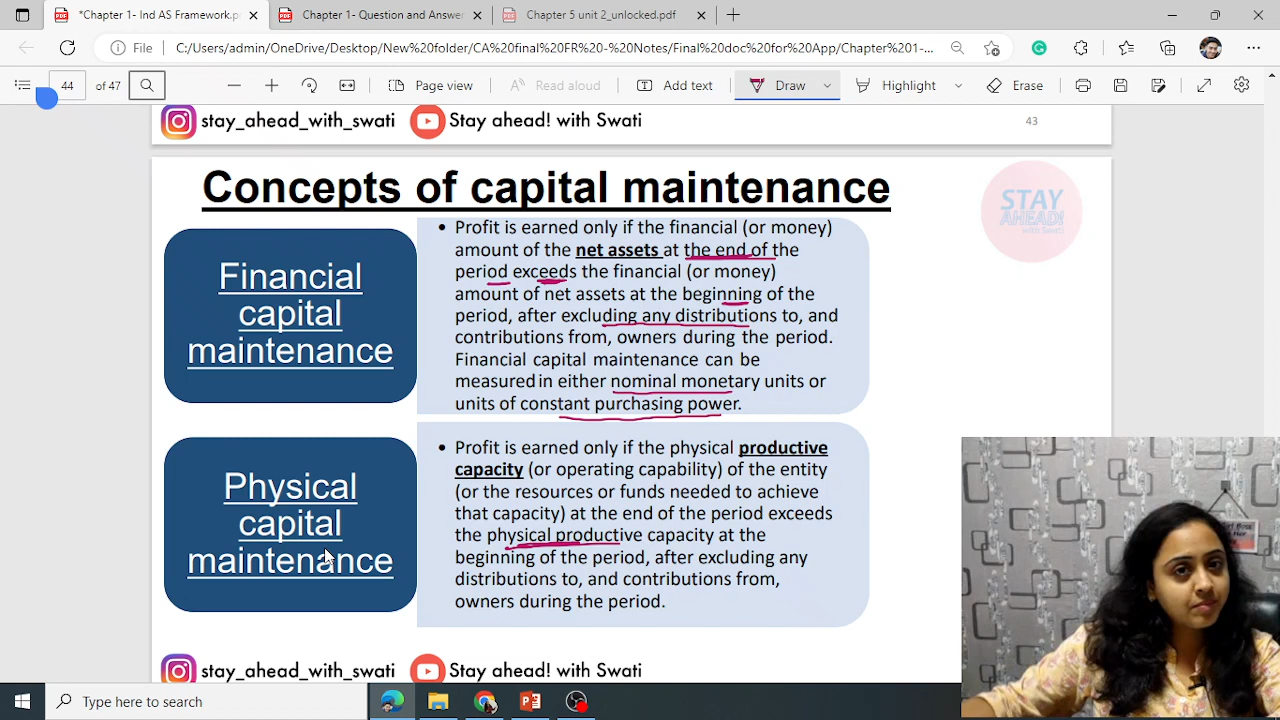 *Chapter 1- Ind AS Framework.p
Chapter 1 - Question and Answer
Chapter 5 unit 2_unlocked.pdf
File
C:/Users/admin/OneDrive/Desktop/New%20folder/CA%20Final%20FR%20-%20Notes/Final%20doc%20for%20App/Chapter%201-...
44
of 47
Page view
Read aloud
Add text
Draw
Highlight
Erase
stay_ahead_with_swati
Stay ahead! with Swati
43
Concepts of capital maintenance
STAY
AHEAD!
with Swati
Financial
capital
maintenance
• Profit is earned only if the financial (or money)
amount of the net assets at the end of the
period exceeds the financial (or money)
amount of net assets at the beginning of the
period, after excluding any distributions to, and
contributions from, owners during the period.
Financial capital maintenance can be
measured in either nominal monetary units or
units of constant purchasing power.
Physical
capital
maintenance
• Profit is earned only if the physical productive
capacity (or operating capability) of the entity
(or the resources or funds needed to achieve
that capacity) at the end of the period exceeds
the physical productive capacity at the
beginning of the period, after excluding any
distributions to, and contributions from,
owners during the period.
stay_ahead_with_swati
Stay ahead! with Swati
Type here to search